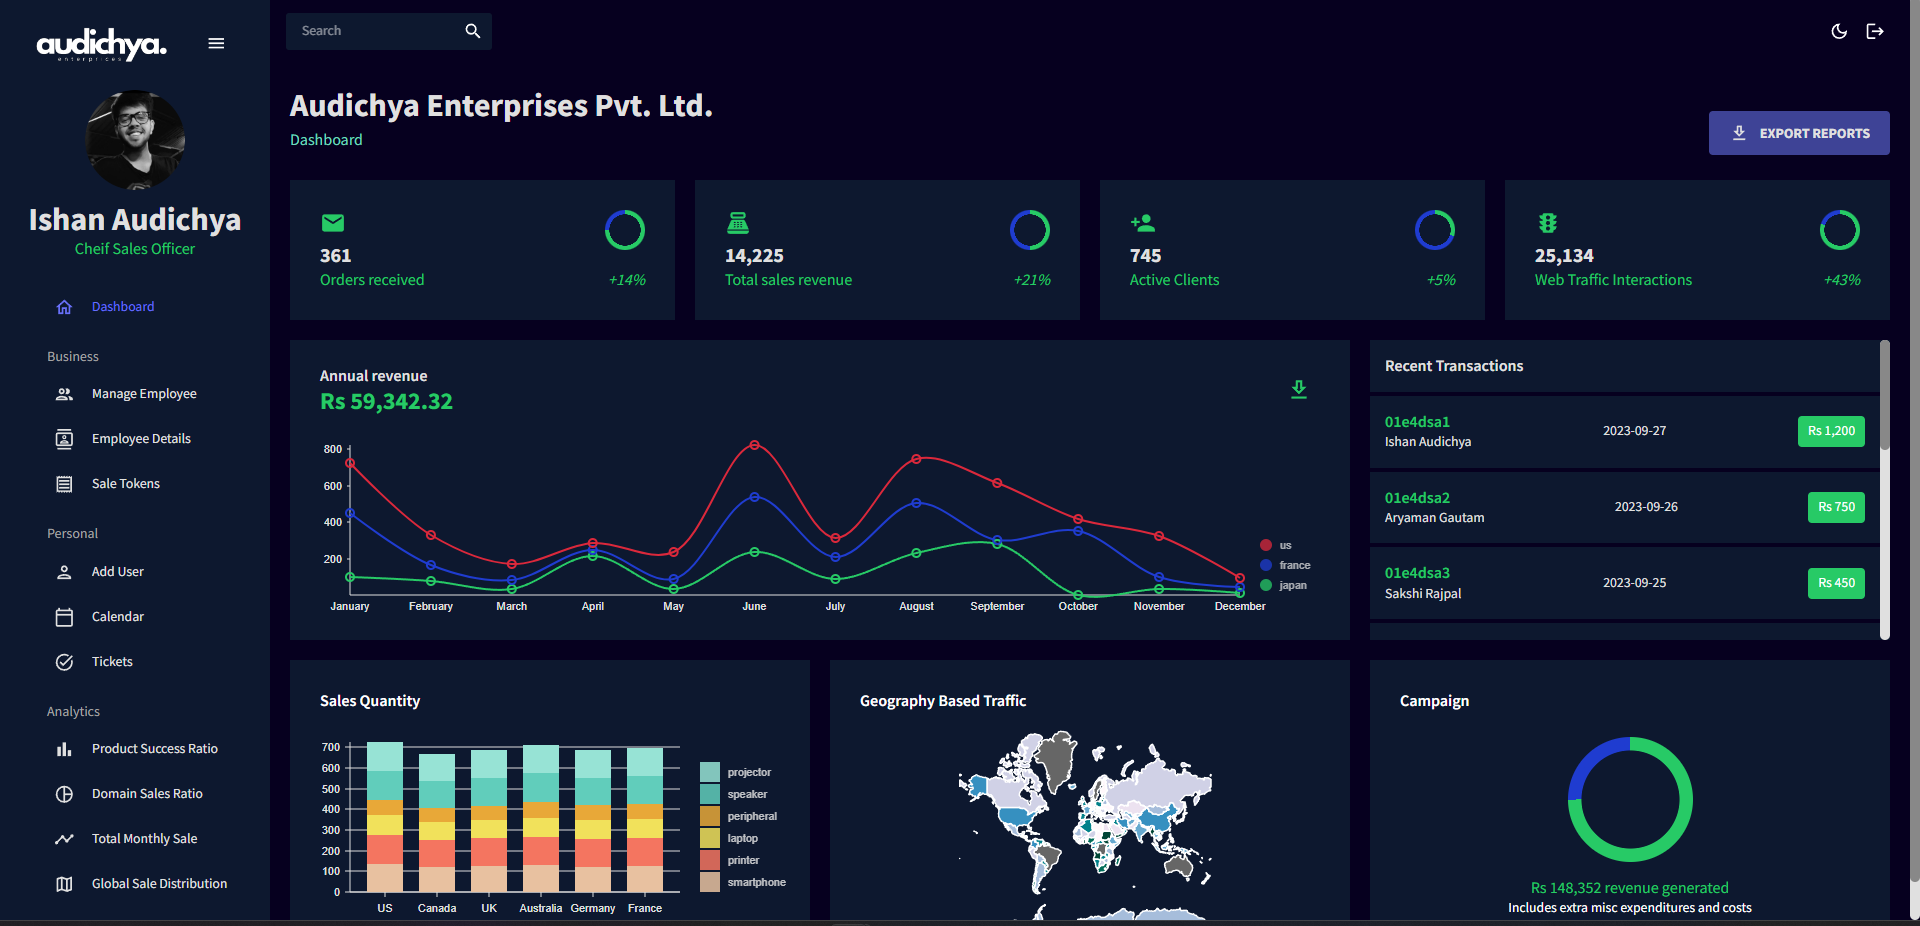 audichya.
enterprices
Search
Ishan Audichya
Cheif Sales Officer
Dashboard
Business
Manage Employee
Employee Details
Sale Tokens
Personal
Add User
Calendar
Tickets
Analytics
Product Success Ratio
Domain Sales Ratio
Total Monthly Sale
Global Sale Distribution
Audichya Enterprises Pvt. Ltd.
Dashboard
EXPORT REPORTS
361
Orders received
+14%
14,225
Total sales revenue
+21%
745
Active Clients
+5%
25,134
Web Traffic Interactions
+43%
Annual revenue
Rs 59,342.32
800
600
400
200
January February March April May June July August September October November December
us
france
japan
Recent Transactions
01e4dsa1
Ishan Audichya
2023-09-27
Rs 1,200
01e4dsa2
Aryaman Gautam
2023-09-26
Rs 750
01e4dsa3
Sakshi Rajpal
2023-09-25
Rs 450
Sales Quantity
700
600
500
400
300
200
100
0
US Canada UK Australia Germany France
projector
speaker
peripheral
laptop
printer
smartphone
Geography Based Traffic
Campaign
Rs 148,352 revenue generated
Includes extra misc expenditures and costs